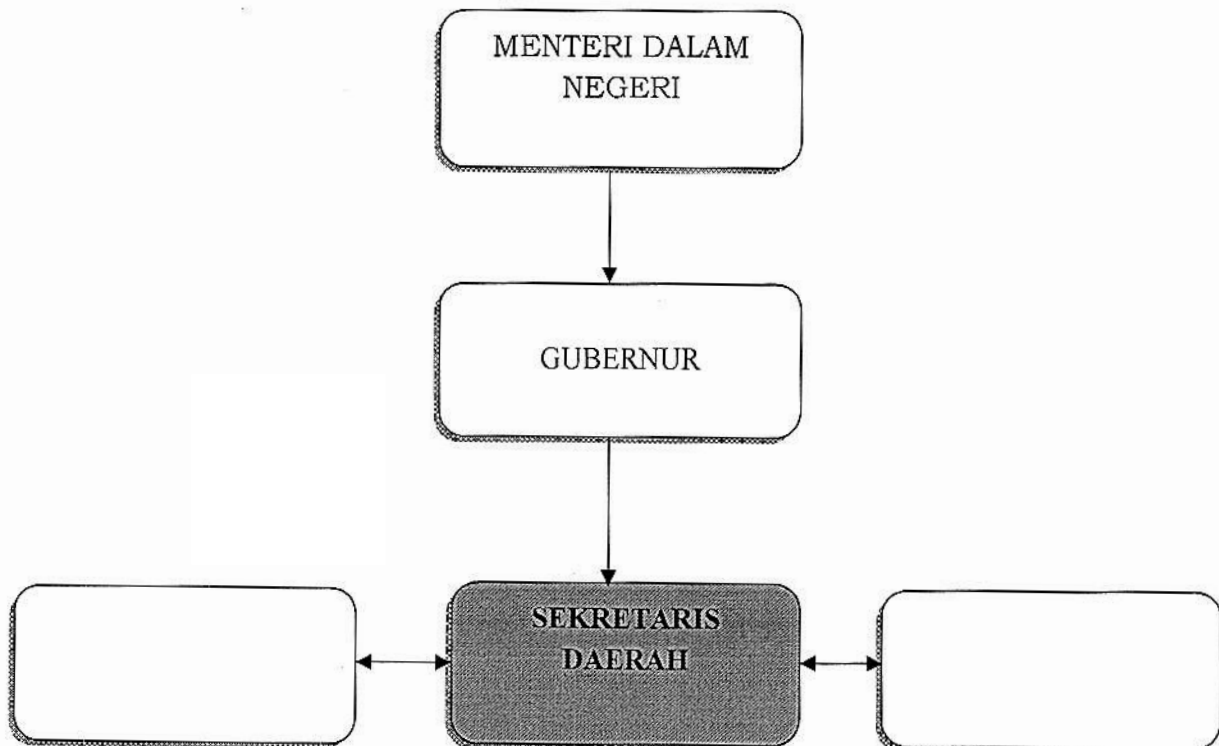 MENTERI DALAM
NEGERI
GUBERNUR
SEKRETARIS
DAERAH